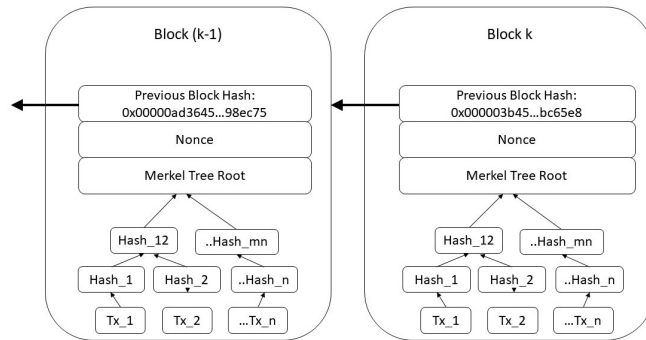 Block (k-1)
Previous Block Hash:
0x00000ad3645...98ec75
Nonce
Merkel Tree Root
Hash_12
..Hash_mn
Hash_1
Hash_2
..Hash_n
Tx_1
Tx_2
...Tx_n
Block k
Previous Block Hash:
0x000003b45...bc65e8
Nonce
Merkel Tree Root
Hash_12
..Hash_mn
Hash_1
Hash_2
..Hash_n
Tx_1
Tx_2
...Tx_n